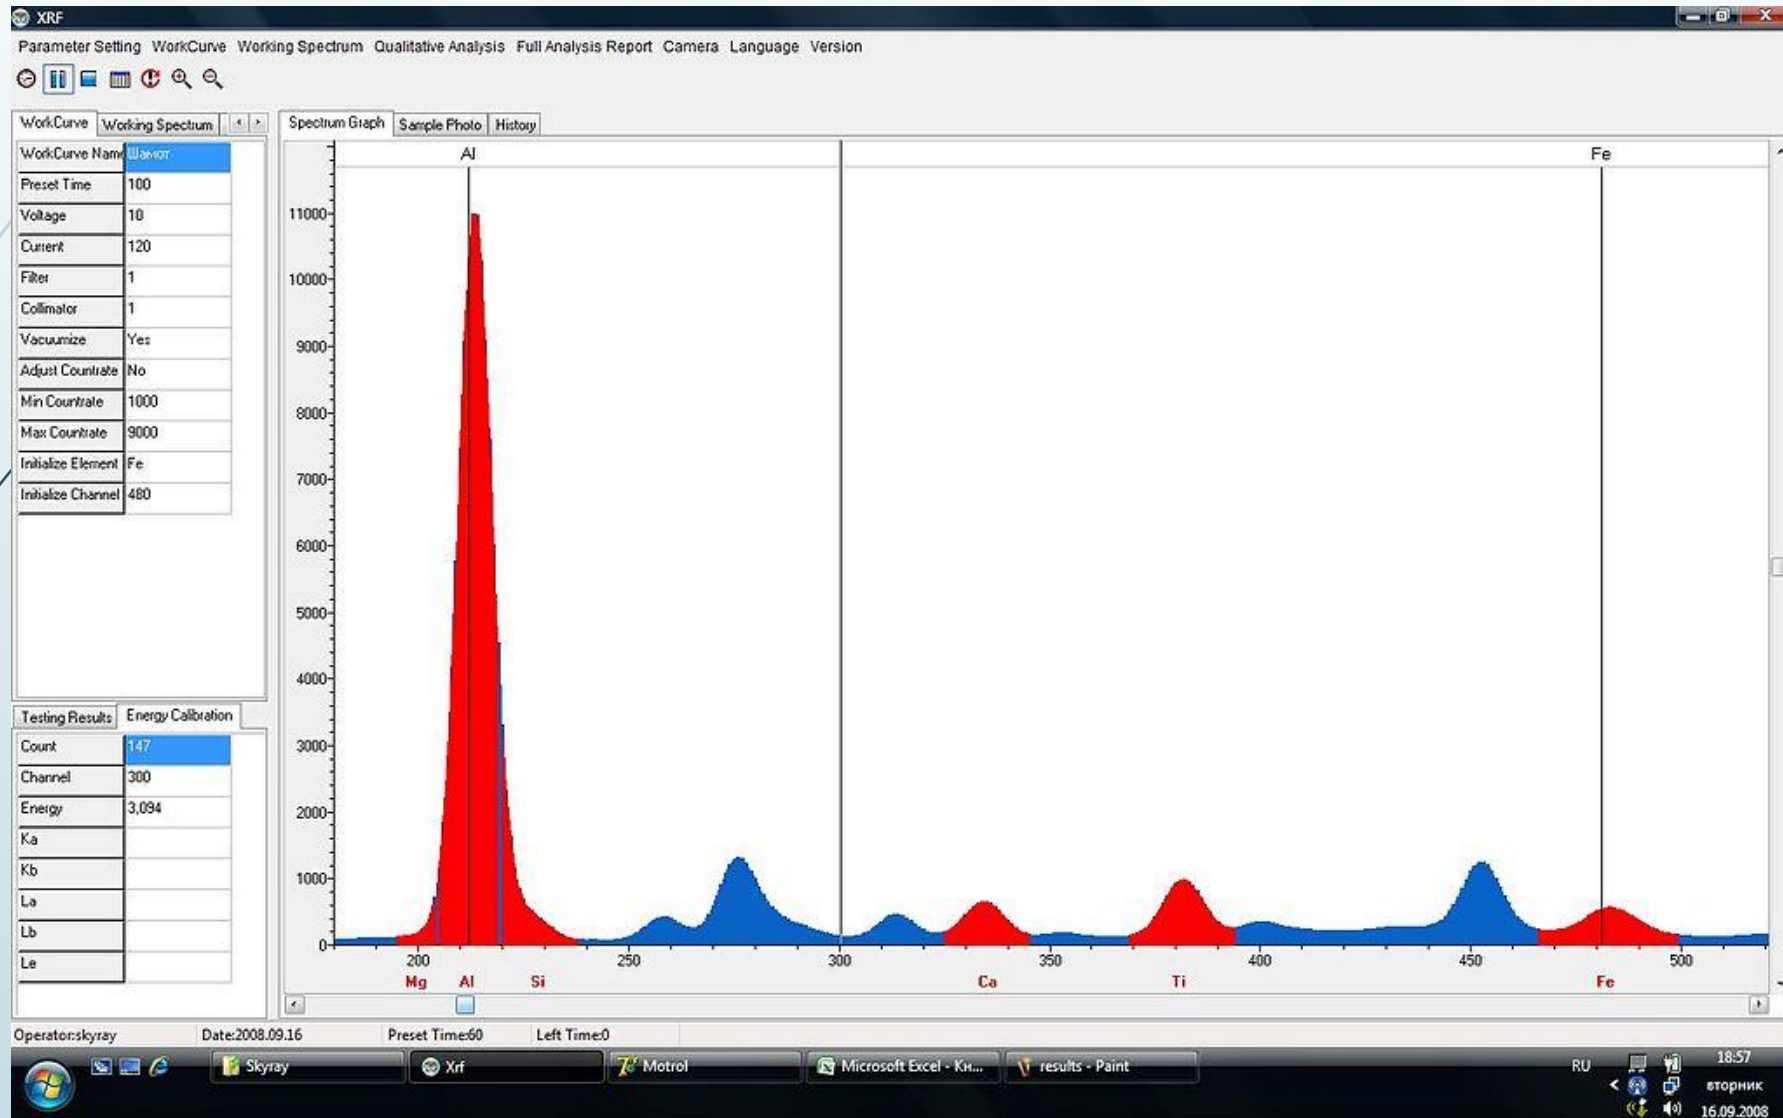 XRF
Parameter Setting WorkCurve Working Spectrum Qualitative Analysis Full Analysis Report Camera Language Version
WorkCurve Working Spectrum
WorkCurve Name Шамот
Preset Time 100
Voltage 10
Current 120
Filter 1
Collimator 1
Vacuumize Yes
Adjust Countrate No
Min Countrate 1000
Max Countrate 9000
Initialize Element Fe
Initialize Channel 480
Testing Results Energy Calibration
Count 147
Channel 300
Energy 3,094
Ka
Kb
La
Lb
Le
Spectrum Graph Sample Photo History
Al Fe
11000
10000
9000
8000
7000
6000
5000
4000
3000
2000
1000
0
200 250 300 350 400 450 500
Mg Al Si Ca Ti Fe
Operator:skyray Date:2008.09.16 Preset Time:60 Left Time:0
Skyray Xrf Motrol Microsoft Excel - Кн... results - Paint RU 18:57
вторник
16.09.2008